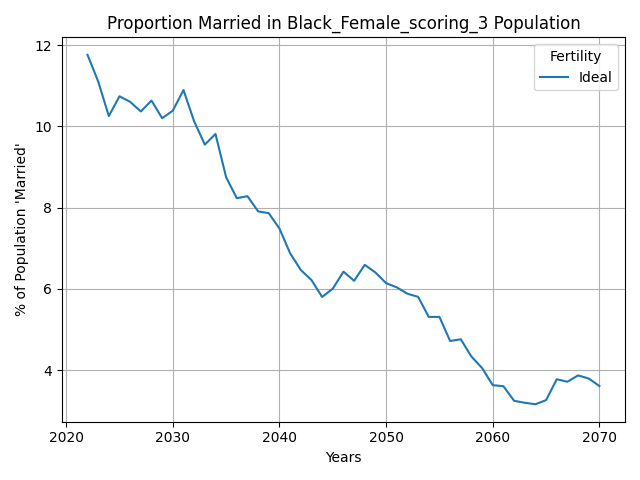 Proportion Married in Black_Female_scoring_3 Population
Fertility
Ideal
% of Population 'Married'
12
10
8
6
4
2020 2030 2040 2050 2060 2070
Years